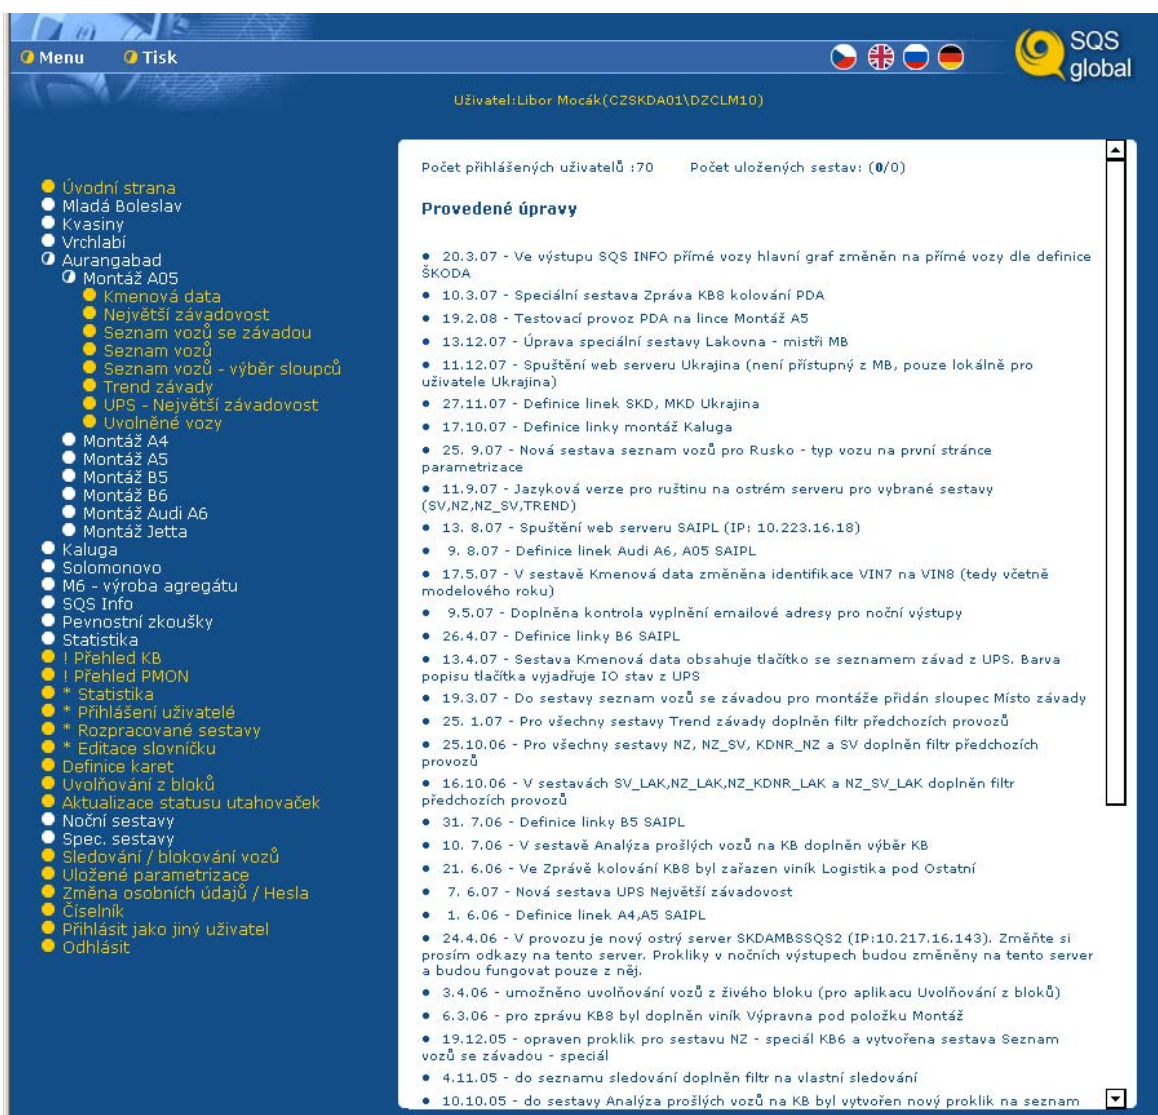 Menu
Tisk
SQS
global
Uživatel:Libor Mocák(CZSKDA01\DZCLM10)
Úvodní strana
Mladá Boleslav
Kvasiny
Vrchlabí
Aurangabad
Montáž A05
Kmenová data
Největší závadovost
Seznam vozů se závadou
Seznam vozů
Seznam vozů - výběr sloupců
Trend závady
UPS - Největší závadovost
Uvolněné vozy
Montáž A4
Montáž A5
Montáž B5
Montáž B6
Montáž Audi A6
Montáž Jetta
Kaluga
Solomonovo
M6 - výroba agregátu
SQS Info
Pevnostní zkoušky
Statistika
! Přehled KB
! Přehled PMON
* Statistika
* Přihlášení uživatelé
* Rozpracované sestavy
* Editace slovníčku
Definice karet
Uvolňování z bloků
Aktualizace statusu utahovaček
Noční sestavy
Spec. sestavy
Sledování / blokování vozů
Uložené parametrizace
Změna osobních údajů / Hesla
Číselník
Přihlásit jako jiný uživatel
Odhlásit
Počet přihlášených uživatelů :70 Počet uložených sestav: (0/0)
Provedené úpravy
● 20.3.07 - Ve výstupu SQS INFO přímé vozy hlavní graf změněn na přímé vozy dle definice
ŠKODA
● 10.3.07 - Speciální sestava Zpráva KB8 kolování PDA
● 19.2.08 - Testovací provoz PDA na lince Montáž A5
● 13.12.07 - Úprava speciální sestavy Lakovna - mistři MB
● 11.12.07 - Spuštění web serveru Ukrajina (není přístupný z MB, pouze lokálně pro
uživatele Ukrajina)
● 27.11.07 - Definice linek SKD, MKD Ukrajina
● 17.10.07 - Definice linky montáž Kaluga
● 25. 9.07 - Nová sestava seznam vozů pro Rusko - typ vozu na první stránce
parametrizace
● 11.9.07 - Jazyková verze pro ruštinu na ostrém serveru pro vybrané sestavy
(SV,NZ,NZ_SV,TREND)
● 13. 8.07 - Spuštění web serveru SAIPL (IP: 10.223.16.18)
● 9. 8.07 - Definice linek Audi A6, A05 SAIPL
● 17.5.07 - V sestavě Kmenová data změněna identifikace VIN7 na VIN8 (tedy včetně
modelového roku)
● 9.5.07 - Doplněna kontrola vyplnění emailové adresy pro noční výstupy
● 26.4.07 - Definice linky B6 SAIPL
● 13.4.07 - Sestava Kmenová data obsahuje tlačítko se seznamem závad z UPS. Barva
popisu tlačítka vyjadřuje IO stav z UPS
● 19.3.07 - Do sestavy seznam vozů se závadou pro montáže přidán sloupec Místo závady
● 25. 1.07 - Pro všechny sestavy Trend závady doplněn filtr předchozích provozů
● 25.10.06 - Pro všechny sestavy NZ, NZ_SV, KDNR_NZ a SV doplněn filtr předchozích
provozů
● 16.10.06 - V sestavách SV_LAK,NZ_LAK,NZ_KDNR_LAK a NZ_SV_LAK doplněn filtr
předchozích provozů
● 31. 7.06 - Definice linky B5 SAIPL
● 10. 7.06 - V sestavě Analýza prošlých vozů na KB doplněn výběr KB
● 21. 6.06 - Ve Zprávě kolování KB8 byl zařazen viník Logistika pod Ostatní
● 7. 6.07 - Nová sestava UPS Největší závadovost
● 1. 6.06 - Definice linek A4,A5 SAIPL
● 24.4.06 - V provozu je nový ostrý server SKDAMBSSQS2 (IP:10.217.16.143). Změňte si
prosím odkazy na tento server. Prokliky v nočních výstupech budou změněny na tento server
a budou fungovat pouze z něj.
● 3.4.06 - umožněno uvolňování vozů z živého bloku (pro aplikacu Uvolňování z bloků)
● 6.3.06 - pro zprávu KB8 byl doplněn viník Výpravna pod položku Montáž
● 19.12.05 - opraven proklik pro sestavu NZ - speciál KB6 a vytvořena sestava Seznam
vozů se závadou - speciál
● 4.11.05 - do seznamu sledování doplněn filtr na vlastní sledování
● 10.10.05 - do sestavy Analýza prošlých vozů na KB byl vytvořen nový proklik na seznam